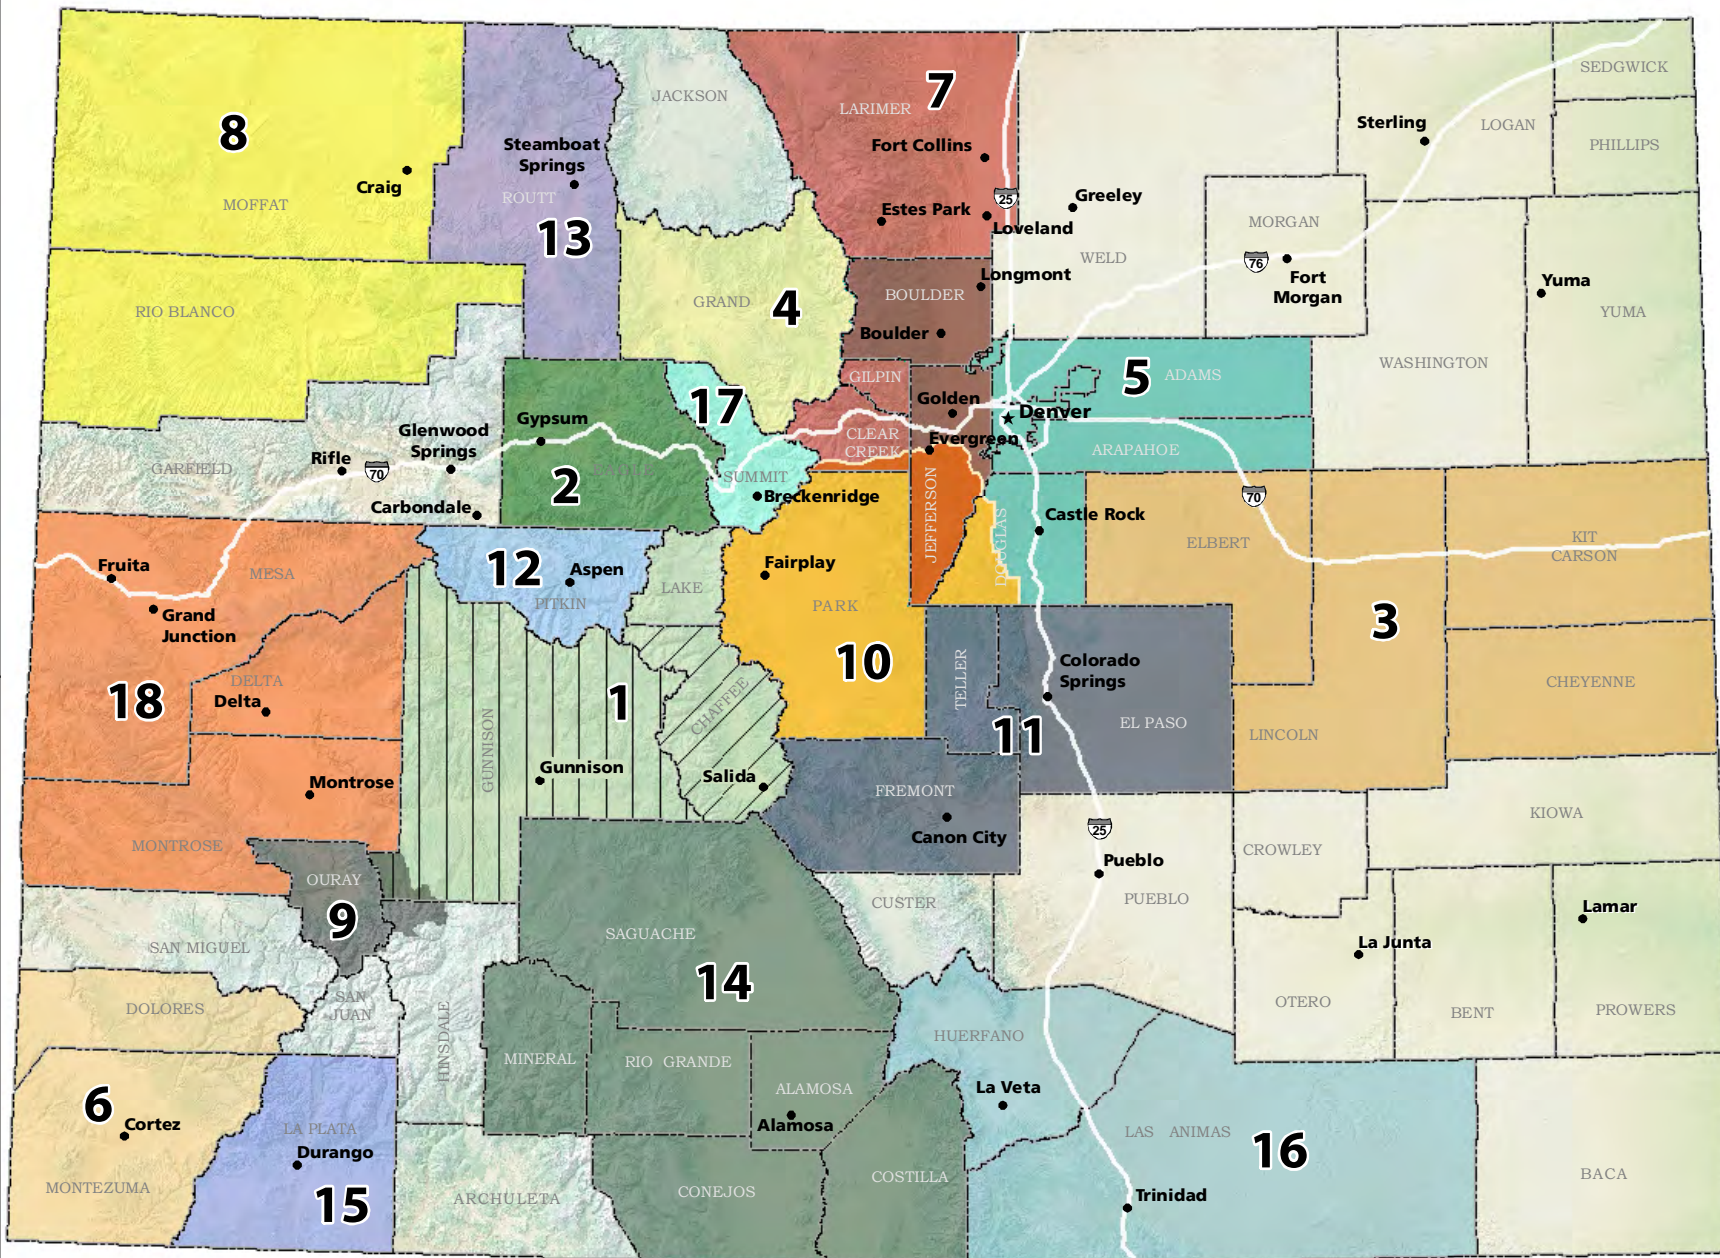 SEDGWICK
JACKSON
7
LARIMER
8
Sterling
LOGAN
PHILLIPS
Steamboat
Springs
Fort Collins
Craig
MOFFAT
ROUTT
25
Greeley
Estes Park
Loveland
MORGAN
13
WELD
76
Fort
Morgan
Yuma
Longmont
BOULDER
GRAND
4
RIO BLANCO
YUMA
Boulder
WASHINGTON
GILPIN
5
ADAMS
17
Golden
Denver
Gypsum
Glenwood
Springs
CLEAR
CREEK
Evergreen
ARAPAHOE
Rifle
70
GARFIELD
EAGLE
SUMMIT
2
Breckenridge
70
Carbondale
JEFFERSON
DOUGLAS
Castle Rock
ELBERT
KIT
CARSON
Fruita
MESA
12
Aspen
PITKIN
Fairplay
LAKE
PARK
Grand
Junction
3
10
TELLER
Colorado
Springs
DELTA
Delta
18
GUNNISON
1
CHAFFEE
CHEYENNE
11
EL PASO
LINCOLN
Gunnison
Salida
Montrose
FREMONT
Canon City
25
KIOWA
MONTROSE
CROWLEY
Pueblo
PUEBLO
OURAY
9
CUSTER
Lamar
SAN MIGUEL
SAGUACHE
La Junta
14
DOLORES
SAN
JUAN
OTERO
BENT
PROWERS
HINSDALE
HUERFANO
MINERAL
RIO GRANDE
ALAMOSA
La Veta
6
Cortez
Alamosa
LA PLATA
Durango
LAS ANIMAS
16
MONTEZUMA
15
ARCHULETA
CONEJOS
COSTILLA
Trinidad
BACA